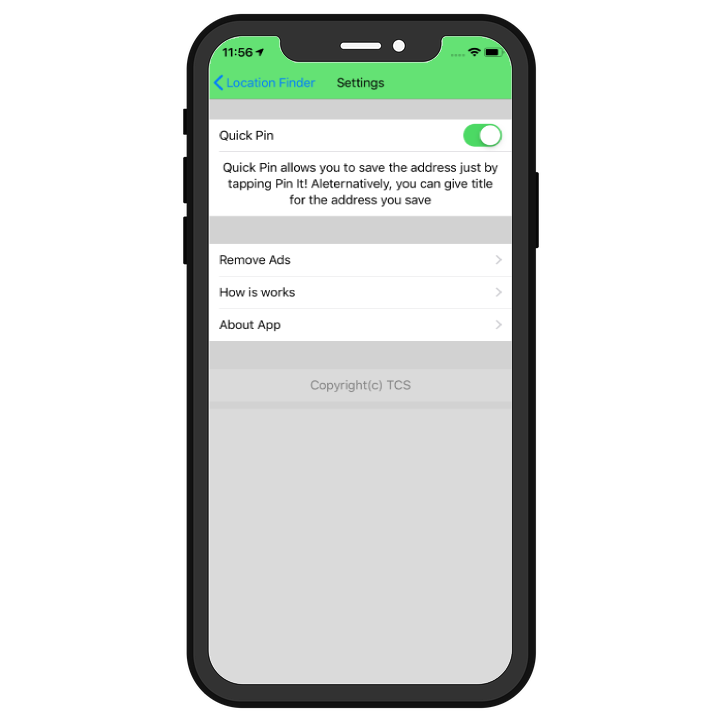 11:56
Location Finder Settings
Quick Pin
Quick Pin allows you to save the address just by
tapping Pin It! Aleternatively, you can give title
for the address you save
Remove Ads
How is works
About App
Copyright(c) TCS